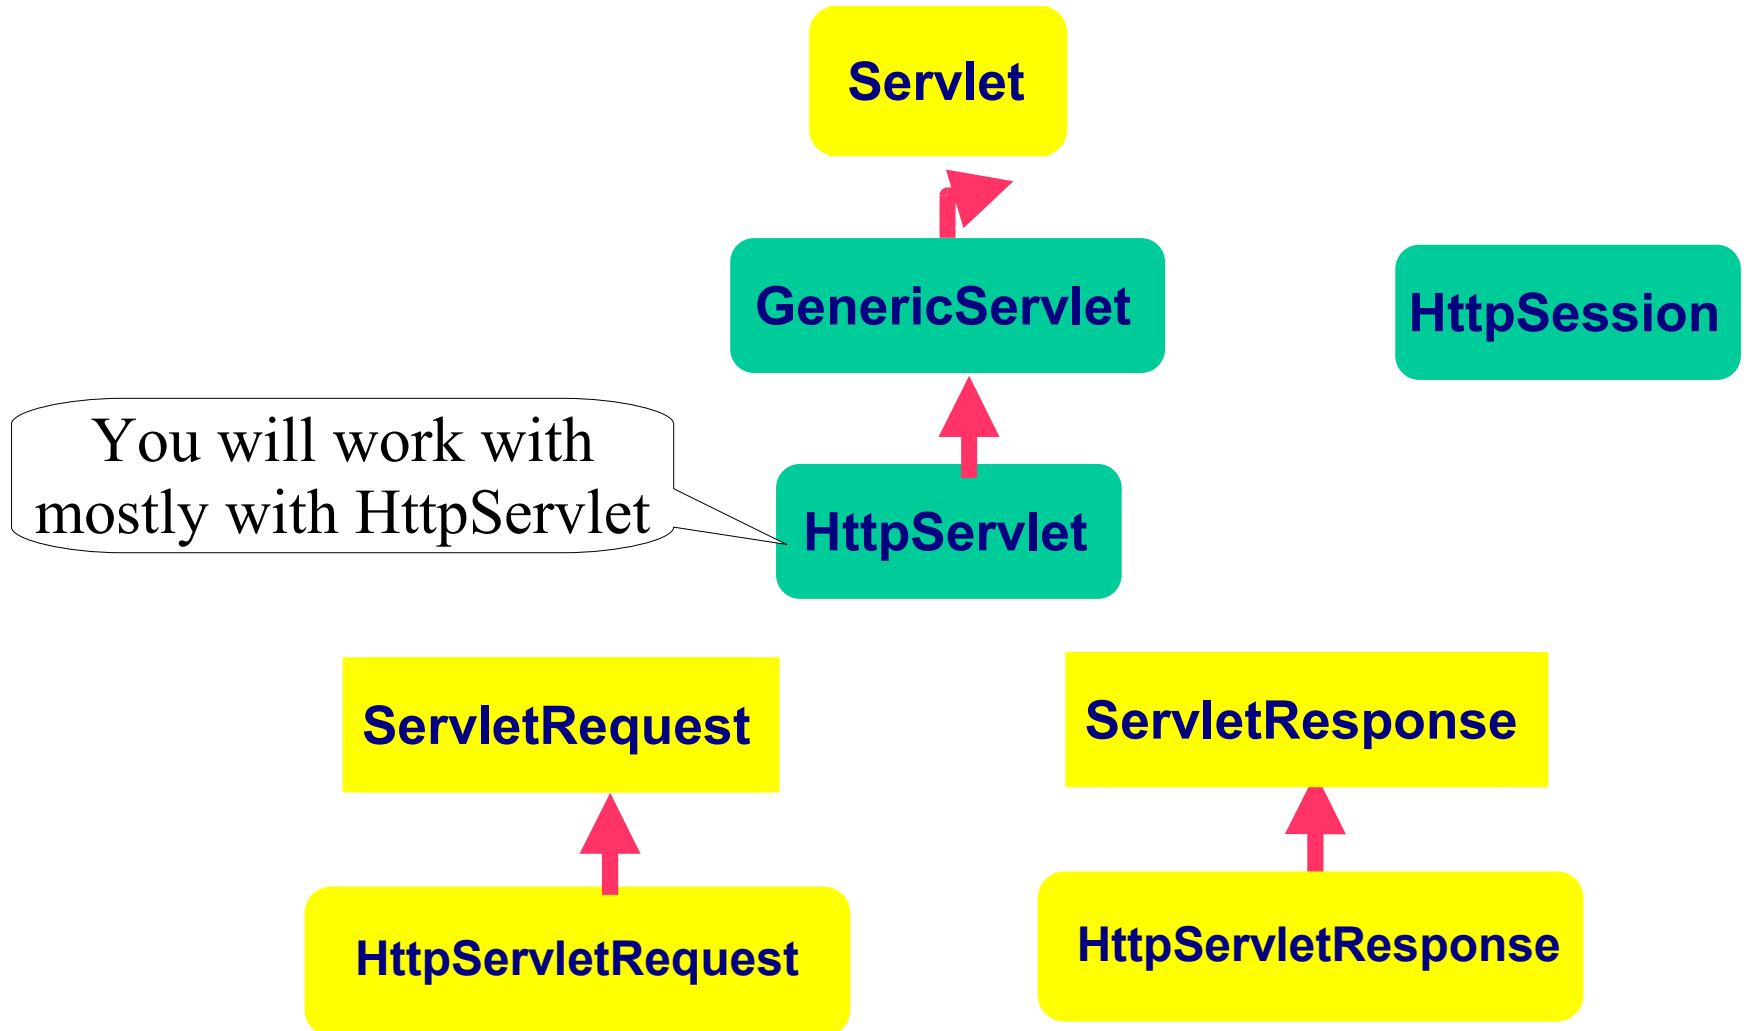 Servlet
GenericServlet
HttpSession
You will work with
mostly with HttpServlet
HttpServlet
ServletRequest
ServletResponse
HttpServletRequest
HttpServletResponse